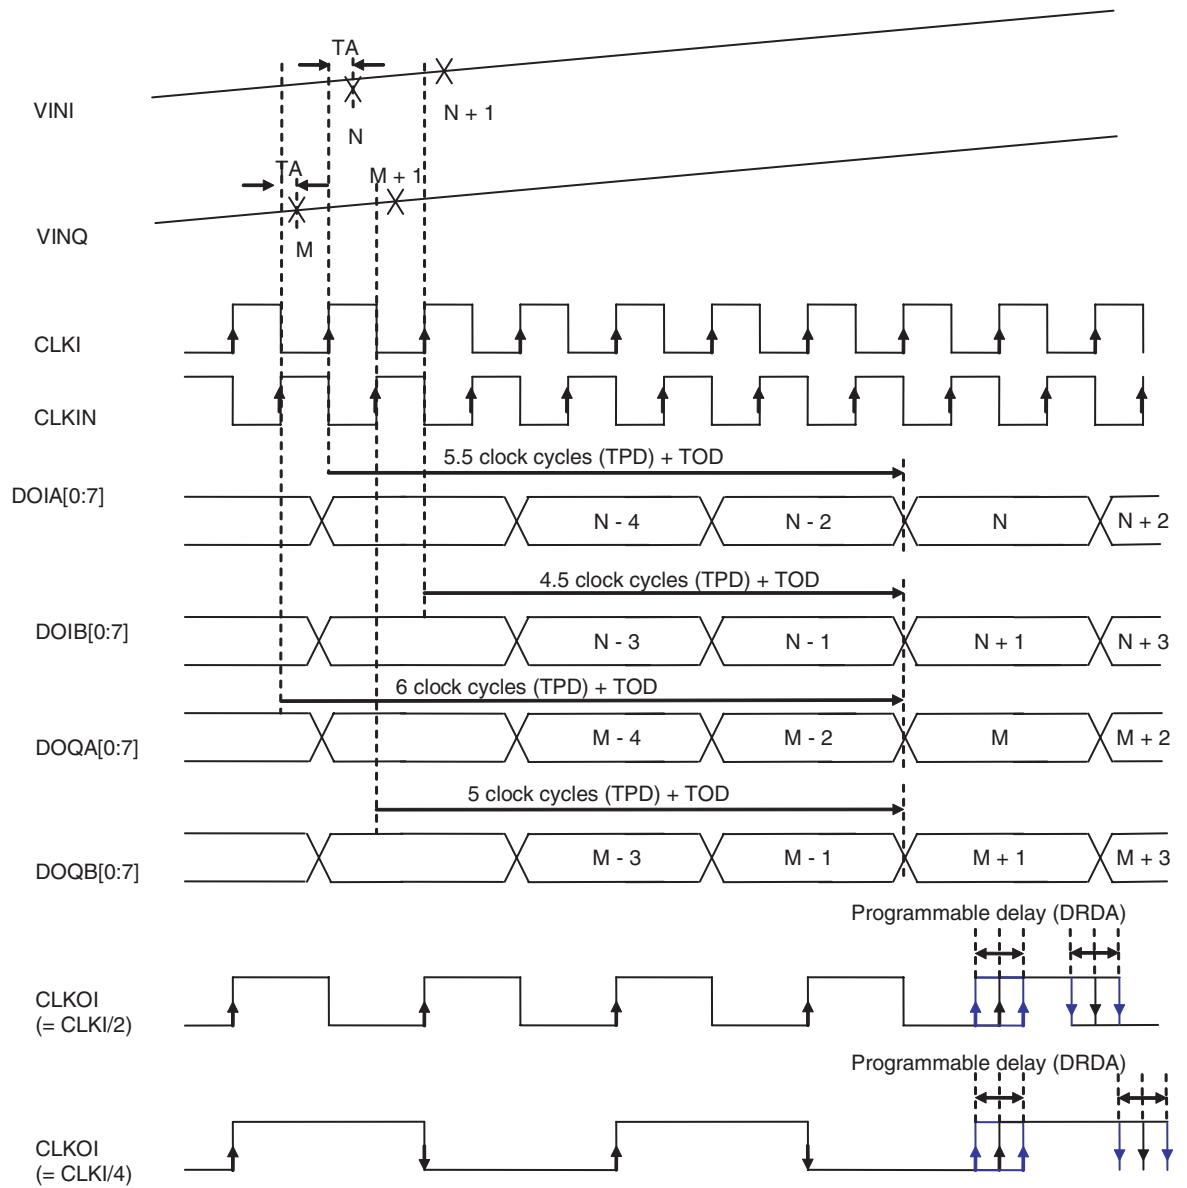 TA
VINI
N
N + 1
TA
M + 1
VINQ
M
CLKI
CLKIN
5.5 clock cycles (TPD) + TOD
DOIA[0:7]
N - 4
N - 2
N
N + 2
4.5 clock cycles (TPD) + TOD
DOIB[0:7]
N - 3
N - 1
N + 1
N + 3
6 clock cycles (TPD) + TOD
DOQA[0:7]
M - 4
M - 2
M
M + 2
5 clock cycles (TPD) + TOD
DOQB[0:7]
M - 3
M - 1
M + 1
M + 3
Programmable delay (DRDA)
CLKOI
(= CLKI/2)
Programmable delay (DRDA)
CLKOI
(= CLKI/4)